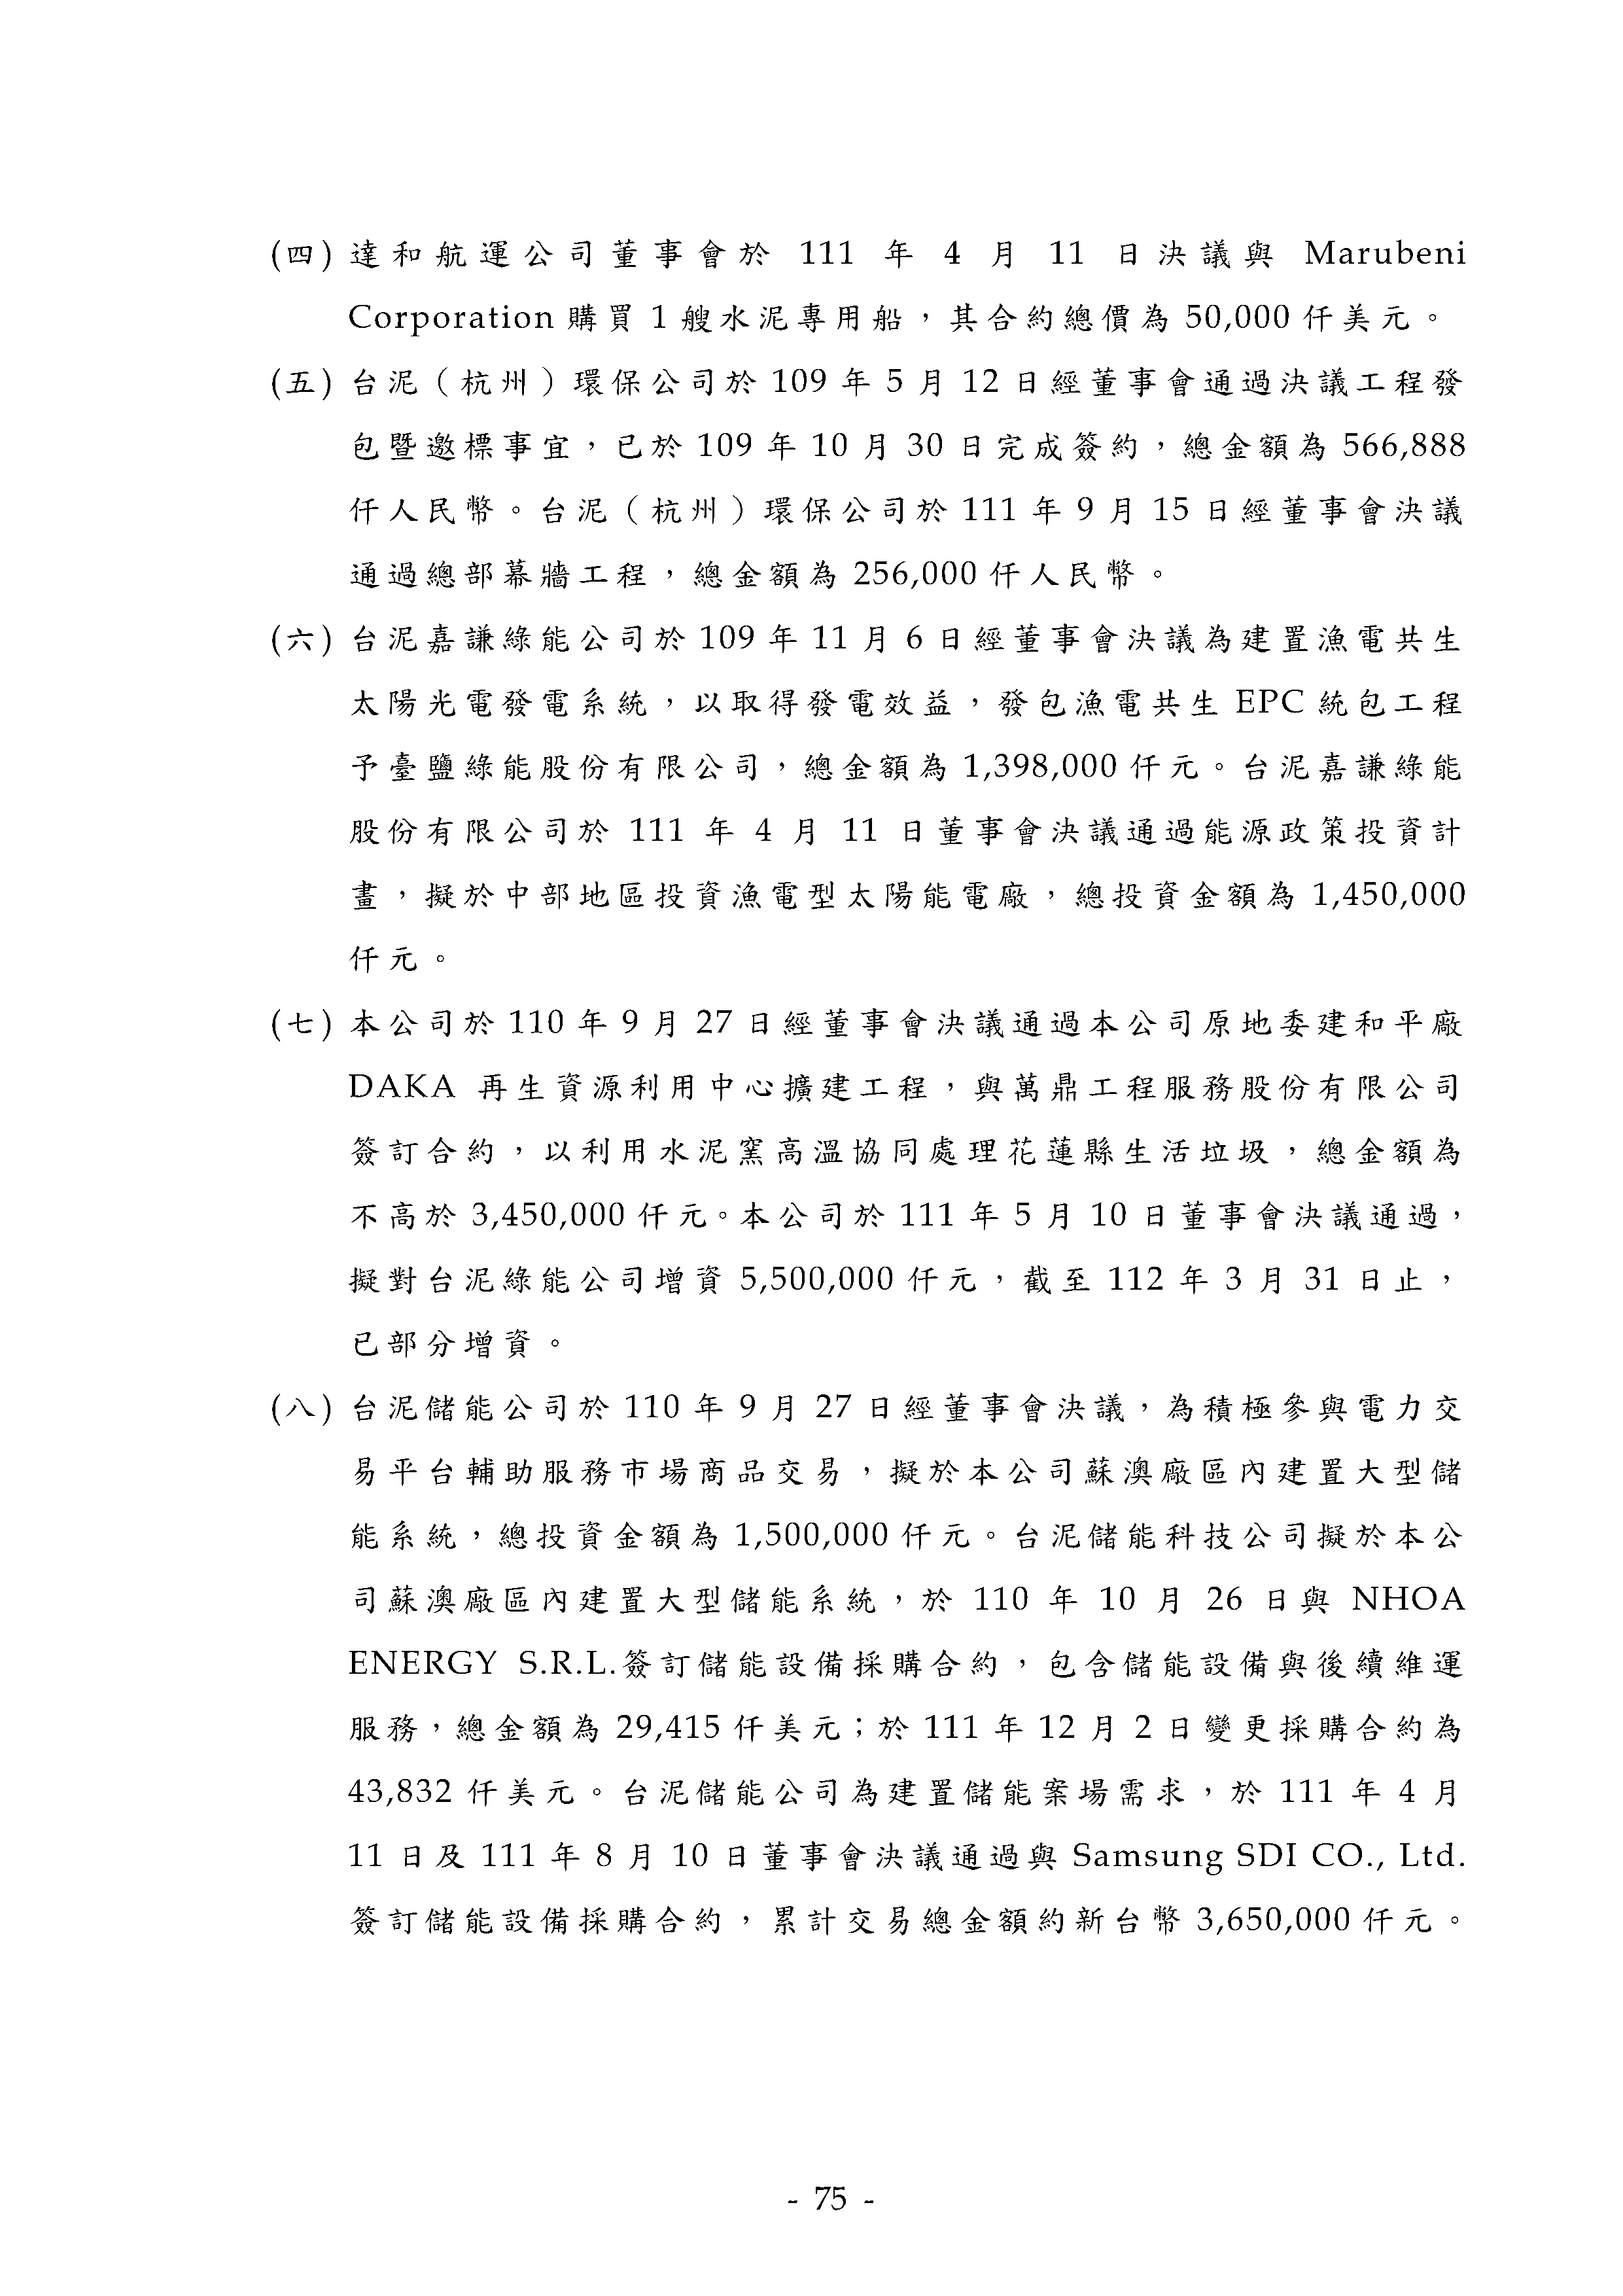 (四) 達和航運公司董事會於 111 年 4 月 11 日決議與 Marubeni
Corporation 購買 1 艘水泥專用船，其合約總價為 50,000 仟美元。
(五) 台泥（杭州）環保公司於 109 年 5 月 12 日經董事會通過決議工程發
包暨邀標事宜，已於 109 年 10 月 30 日完成簽約，總金額為 566,888
仟人民幣。台泥（杭州）環保公司於 111 年 9 月 15 日經董事會決議
通過總部幕牆工程，總金額為 256,000 仟人民幣。
(六) 台泥嘉謙綠能公司於 109 年 11 月 6 日經董事會決議為建置漁電共生
太陽光電發電系統，以取得發電效益，發包漁電共生 EPC 統包工程
予臺鹽綠能股份有限公司，總金額為 1,398,000 仟元。台泥嘉謙綠能
股份有限公司於 111 年 4 月 11 日董事會決議通過能源政策投資計
畫，擬於中部地區投資漁電型太陽能電廠，總投資金額為 1,450,000
仟元。
(七) 本公司於 110 年 9 月 27 日經董事會決議通過本公司原地委建和平廠
DAKA 再生資源利用中心擴建工程，與萬鼎工程服務股份有限公司
簽訂合約，以利用水泥窯高溫協同處理花蓮縣生活垃圾，總金額為
不高於 3,450,000 仟元。本公司於 111 年 5 月 10 日董事會決議通過，
擬對台泥綠能公司增資 5,500,000 仟元，截至 112 年 3 月 31 日止，
已部分增資。
(八) 台泥儲能公司於 110 年 9 月 27 日經董事會決議，為積極參與電力交
易平台輔助服務市場商品交易，擬於本公司蘇澳廠區內建置大型儲
能系統，總投資金額為 1,500,000 仟元。台泥儲能科技公司擬於本公
司蘇澳廠區內建置大型儲能系統，於 110 年 10 月 26 日與 NHOA
ENERGY S.R.L.簽訂儲能設備採購合約，包含儲能設備與後續維運
服務，總金額為 29,415 仟美元；於 111 年 12 月 2 日變更採購合約為
43,832 仟美元。台泥儲能公司為建置儲能案場需求，於 111 年 4 月
11 日及 111 年 8 月 10 日董事會決議通過與 Samsung SDI CO., Ltd.
簽訂儲能設備採購合約，累計交易總金額約新台幣 3,650,000 仟元。
- 75 -